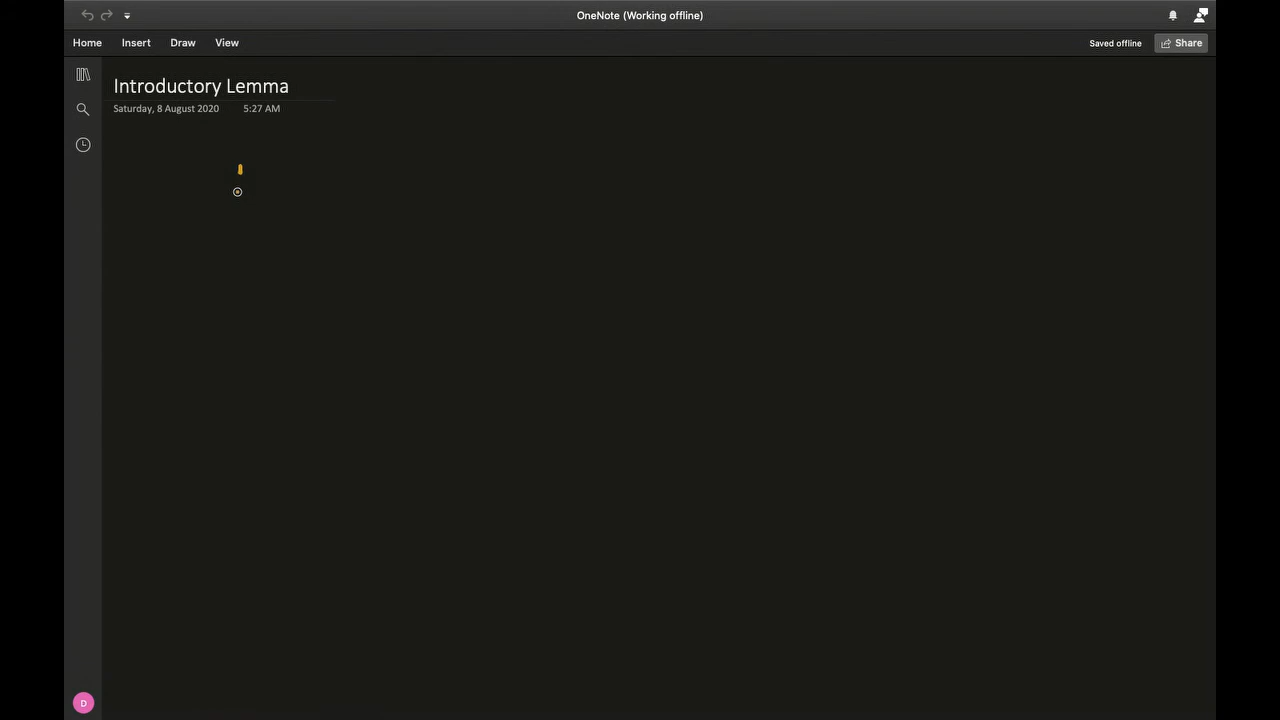 OneNote (Working offline)
Home Insert Draw View
Saved offline Share
Introductory Lemma
Saturday, 8 August 2020 5:27 AM
D